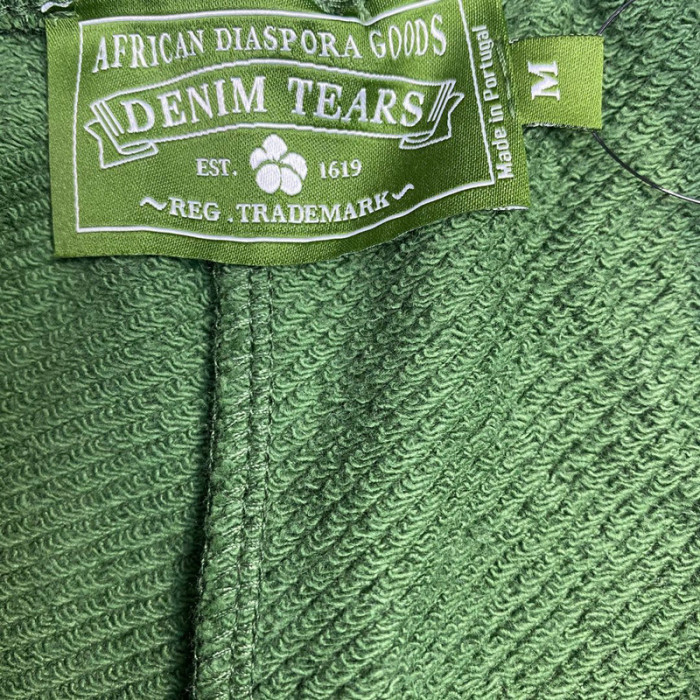 AFRICAN DIASPORA GOODS
DENIM TEARS
EST. 1619
~REG. TRADEMARK~
Made In Portugal
M